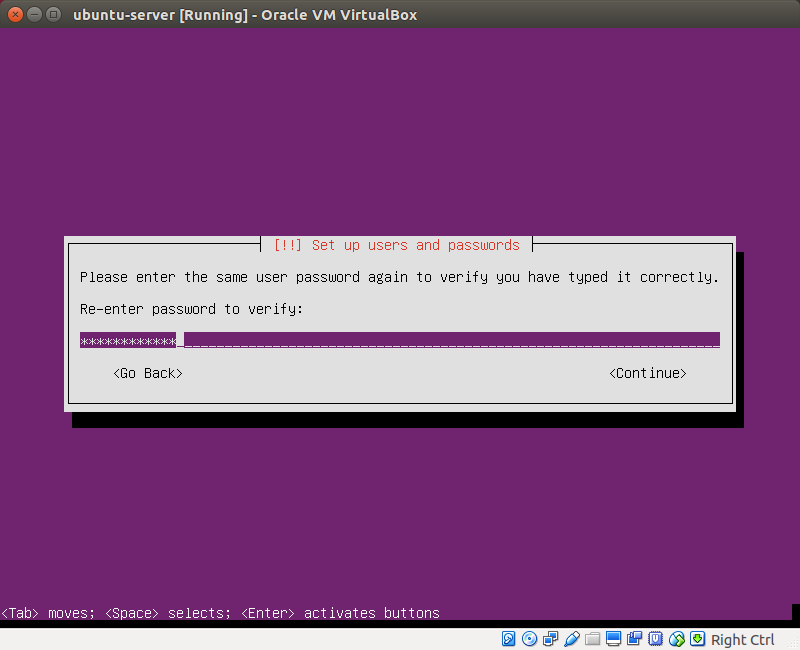 ubuntu-server [Running] - Oracle VM VirtualBox
[!!] Set up users and passwords
Please enter the same user password again to verify you have typed it correctly.
Re-enter password to verify:
************
<Go Back> <Continue>
<Tab> moves; <Space> selects; <Enter> activates buttons
Right Ctrl